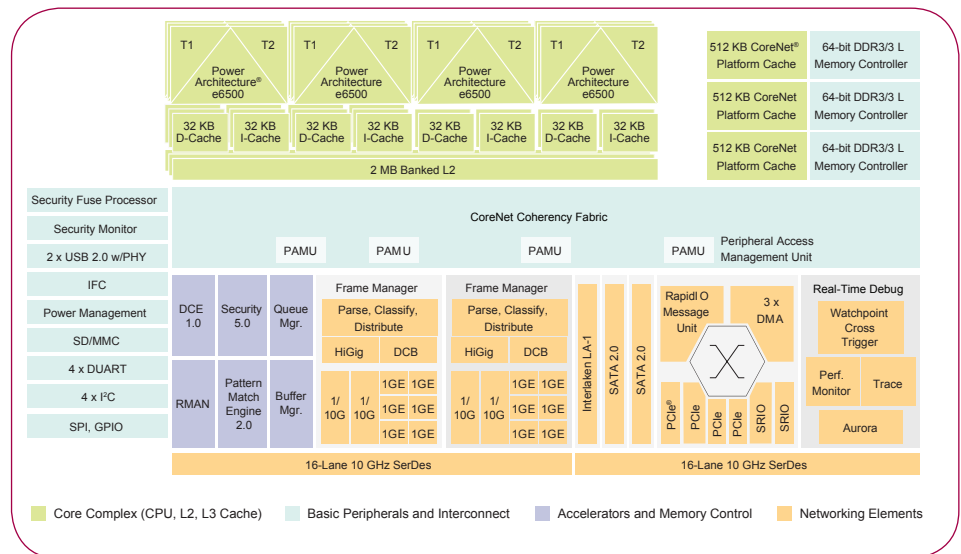 T1 T2 T1 T2 T1 T2 T1 T2
Power
Architecture®
e6500
Power
Architecture
e6500
Power
Architecture
e6500
Power
Architecture
e6500
32 KB
D-Cache
32 KB
I-Cache
32 KB
D-Cache
32 KB
I-Cache
32 KB
D-Cache
32 KB
I-Cache
32 KB
D-Cache
32 KB
I-Cache
2 MB Banked L2
512 KB CoreNet®
Platform Cache
64-bit DDR3/3 L
Memory Controller
512 KB CoreNet
Platform Cache
64-bit DDR3/3 L
Memory Controller
512 KB CoreNet
Platform Cache
64-bit DDR3/3 L
Memory Controller
Security Fuse Processor
Security Monitor
2 x USB 2.0 w/PHY
IFC
Power Management
SD/MMC
4 x DUART
4 x I²C
SPI, GPIO
CoreNet Coherency Fabric
PAMU
PAMU
PAMU
PAMU
Peripheral Access
Management Unit
DCE
1.0
Security
5.0
Queue
Mgr.
RMAN
Pattern
Match
Engine
2.0
Buffer
Mgr.
Frame Manager
Parse, Classify,
Distribute
HiGig
DCB
1/
10G
1/
10G
1GE 1GE
1GE 1GE
1GE 1GE
Frame Manager
Parse, Classify,
Distribute
HiGig
DCB
1/
10G
1/
10G
1GE 1GE
1GE 1GE
1GE 1GE
Interlaken LA-1
SATA 2.0
SATA 2.0
RapidI O
Message
Unit
3 x
DMA
PCIe®
PCIe
PCIe
PCIe
SRIO
SRIO
Real-Time Debug
Watchpoint
Cross
Trigger
Perf.
Monitor
Trace
Aurora
16-Lane 10 GHz SerDes
16-Lane 10 GHz SerDes
Core Complex (CPU, L2, L3 Cache)
Basic Peripherals and Interconnect
Accelerators and Memory Control
Networking Elements